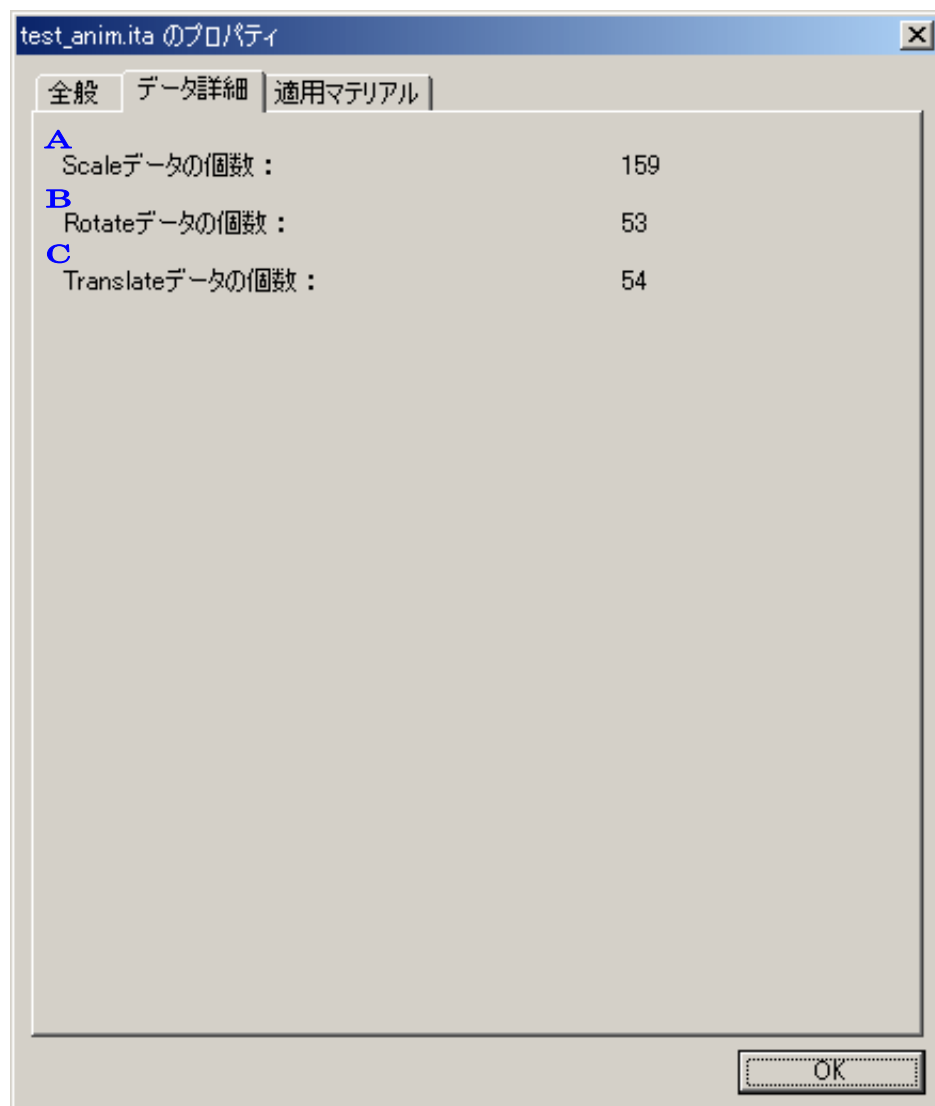 test_anim.ita のプロパティ
全般 データ詳細 適用マテリアル
A
Scaleデータの個数： 159
B
Rotateデータの個数： 53
C
Translateデータの個数： 54
OK